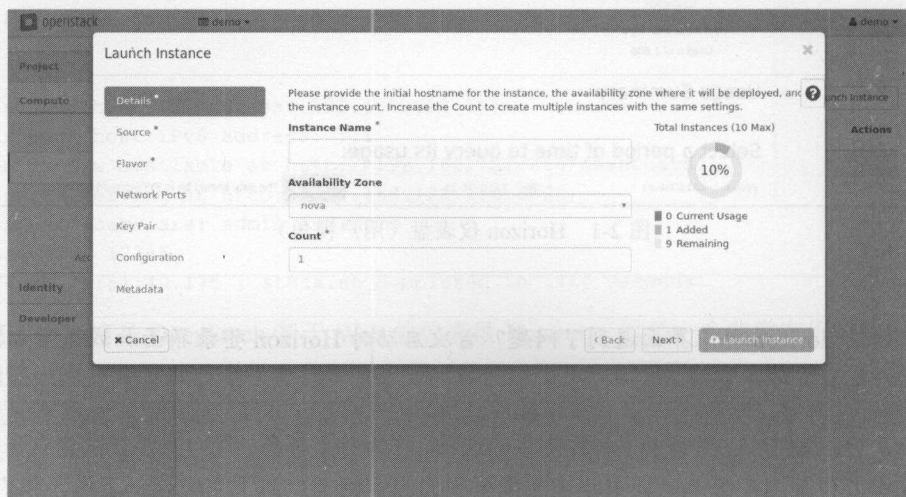 openstack
demo
demo
Project
Compute
Identity
Developer
Launch Instance
Actions
Launch Instance
Details *
Source *
Flavor *
Network Ports
Key Pair
Configuration
Metadata
Please provide the initial hostname for the instance, the availability zone where it will be deployed, and
the instance count. Increase the Count to create multiple instances with the same settings.
Instance Name *
Availability Zone
nova
Count *
1
Total Instances (10 Max)
10%
0 Current Usage
1 Added
9 Remaining
Cancel
Back
Next
Launch Instance